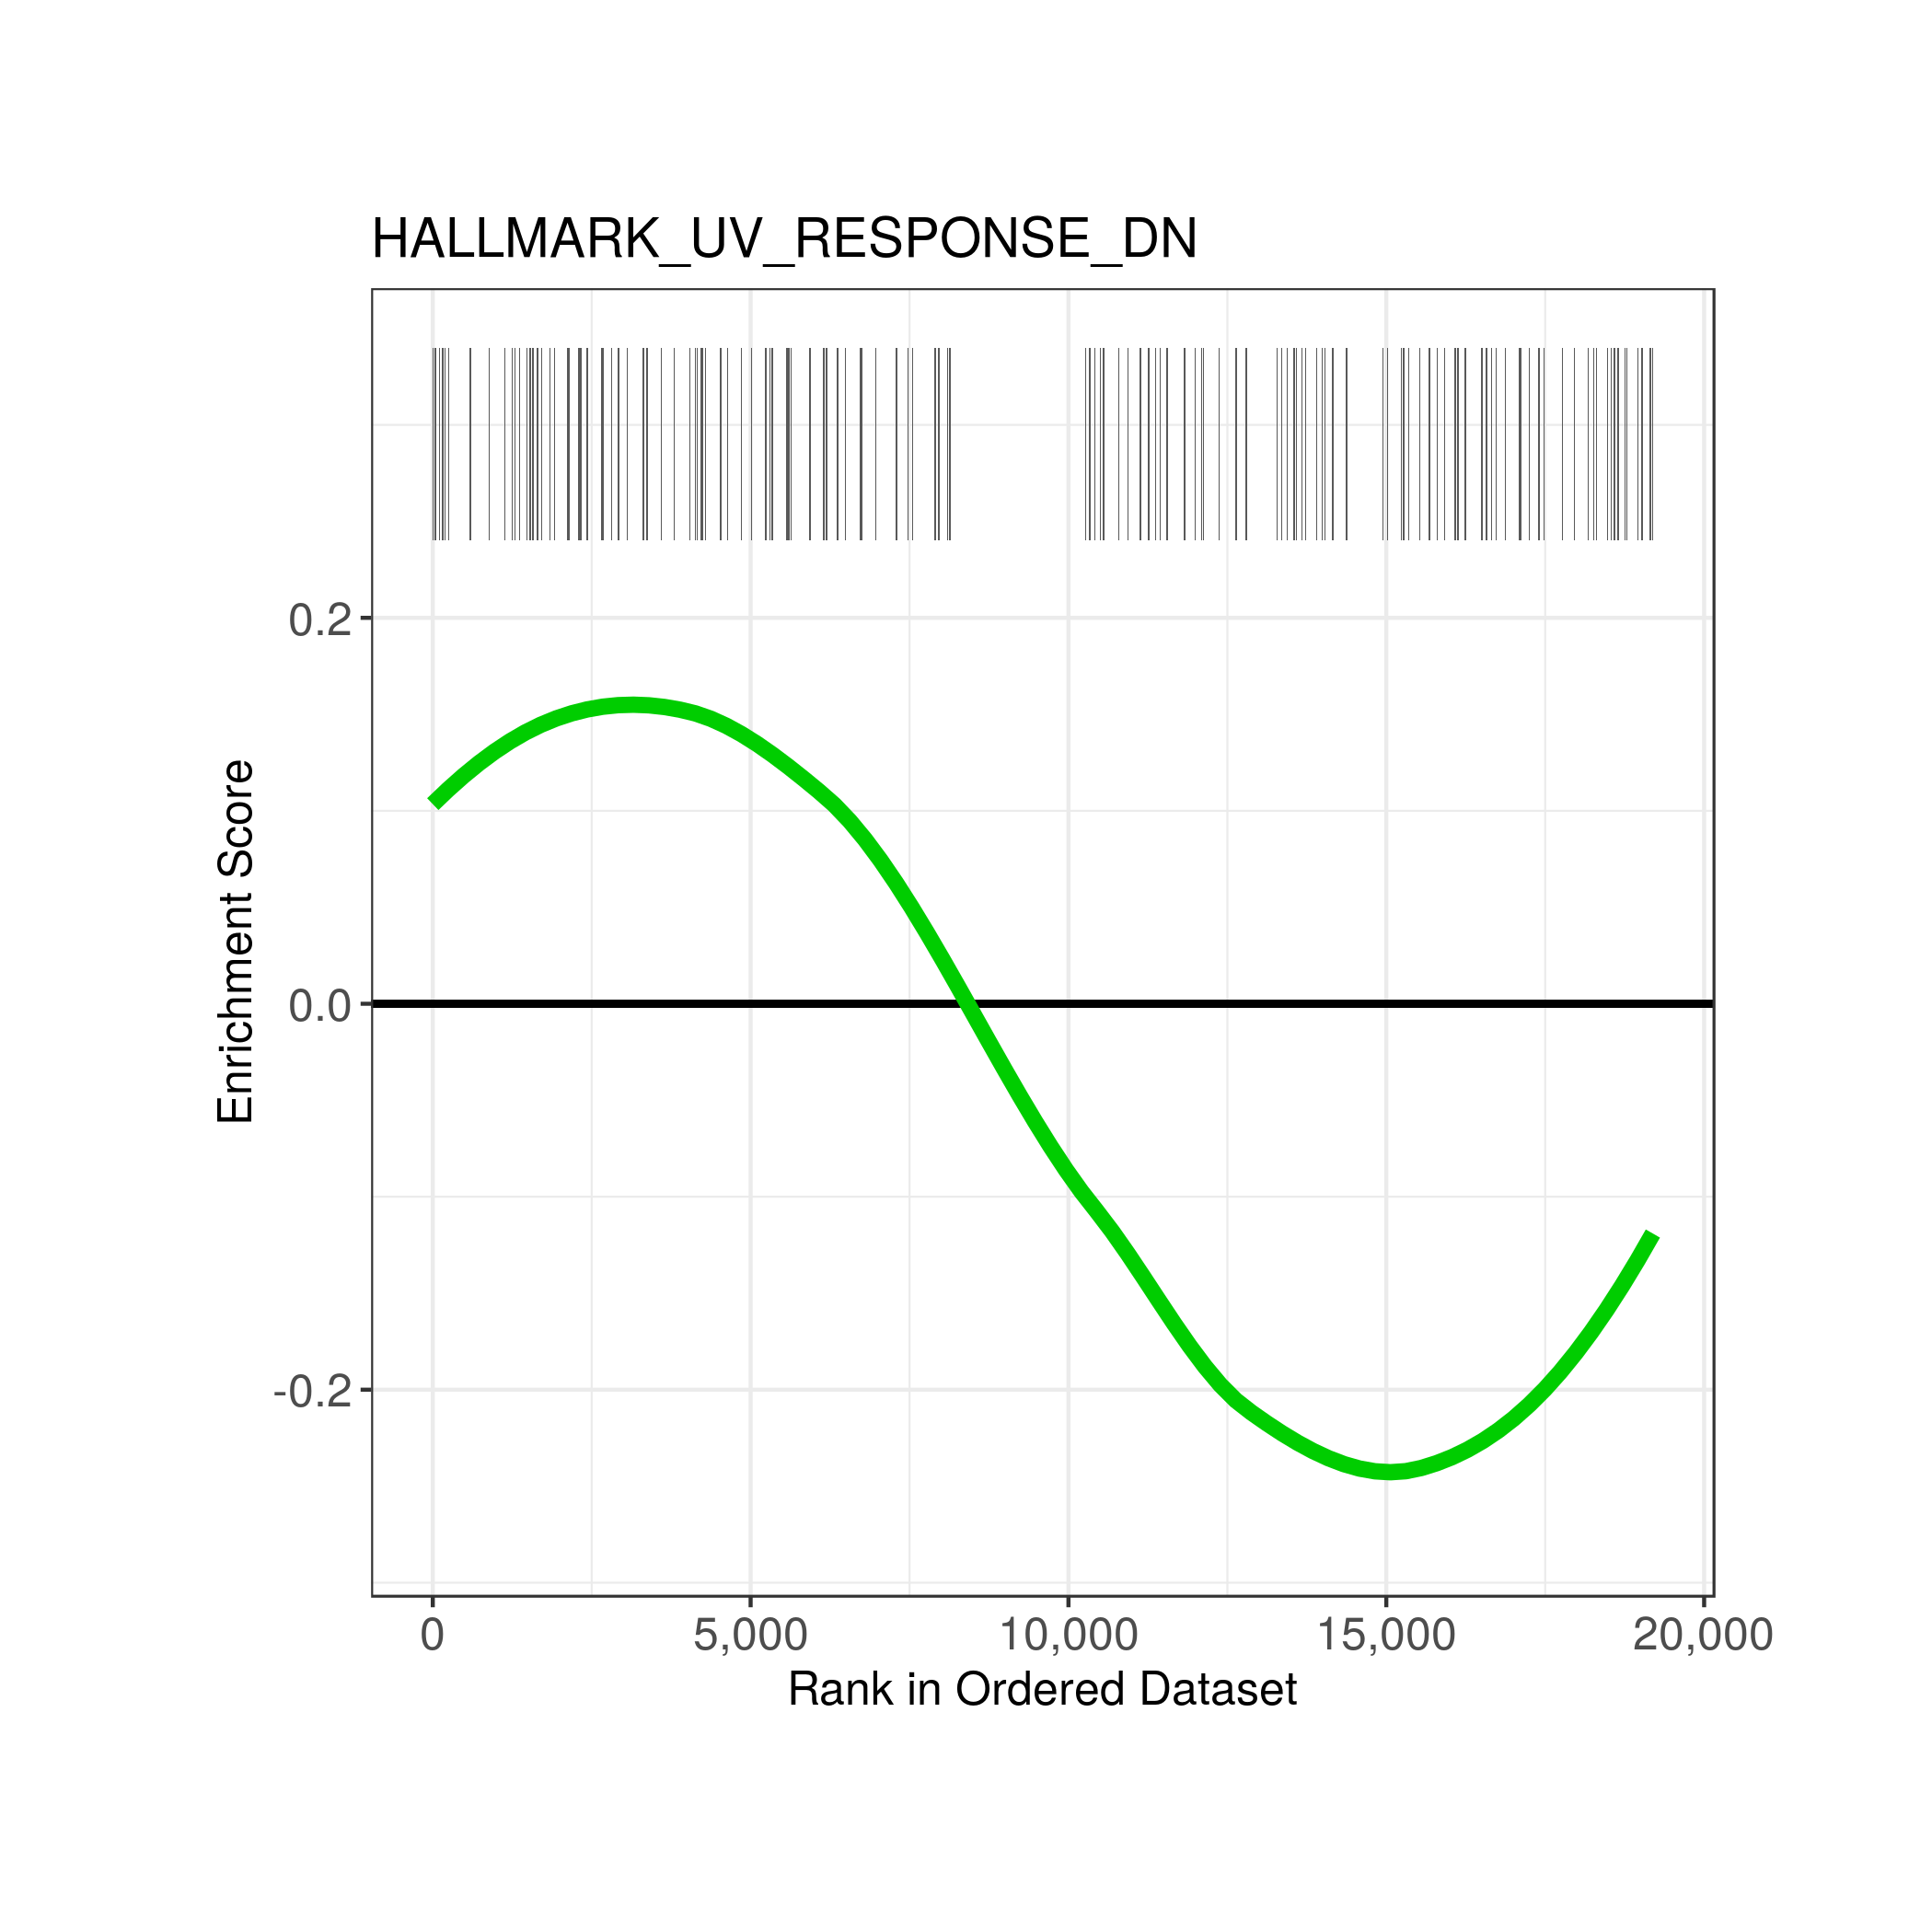 HALLMARK_UV_RESPONSE_DN
Enrichment Score
0.2
0.0
-0.2
0 5,000 10,000 15,000 20,000
Rank in Ordered Dataset